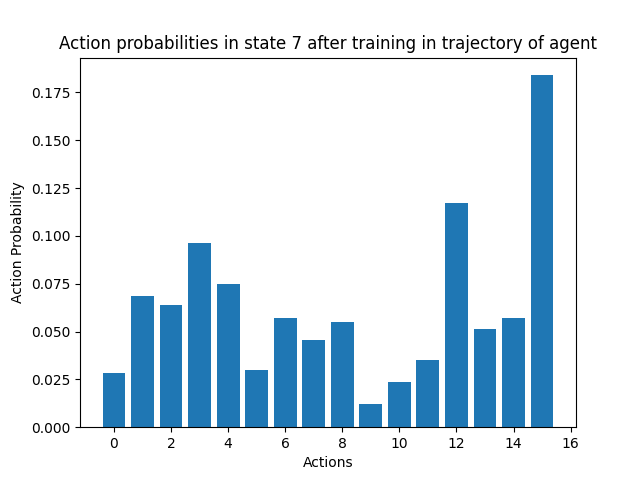 Action probabilities in state 7 after training in trajectory of agent
0.175
0.150
0.125
0.100
0.075
0.050
0.025
0.000
Action Probability
0 2 4 6 8 10 12 14 16
Actions